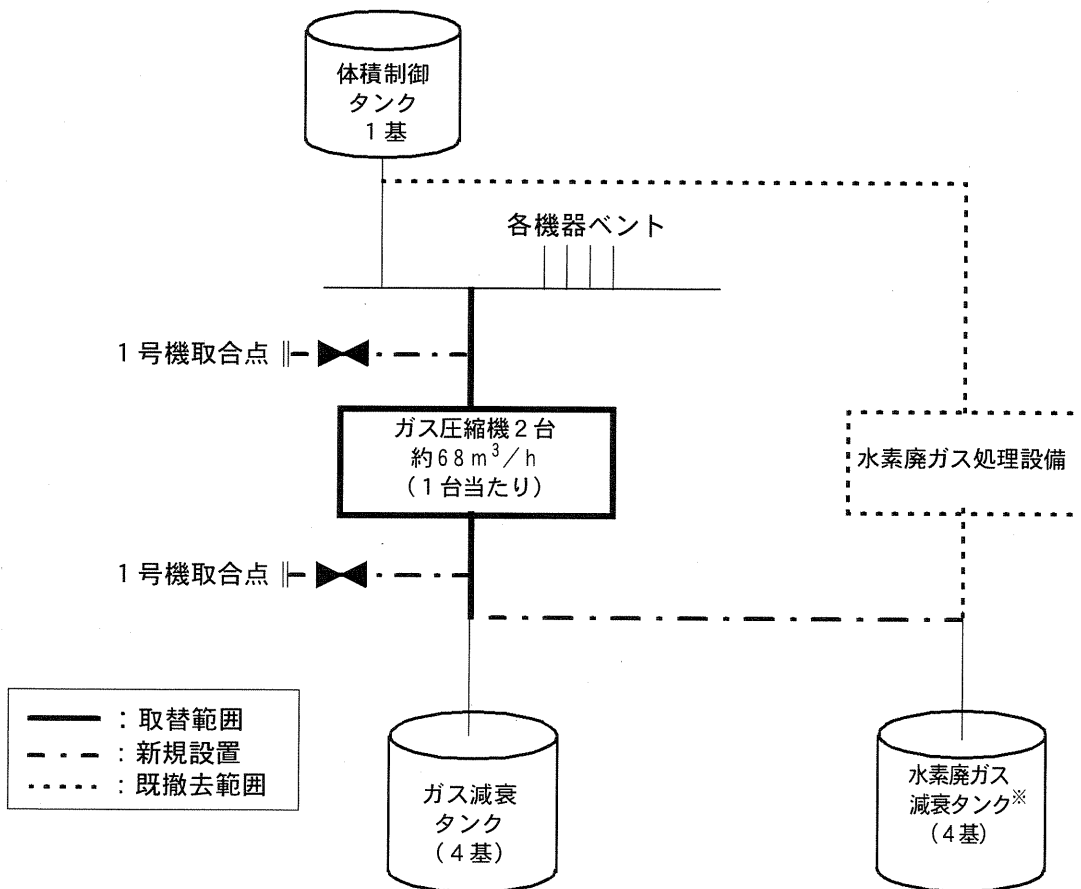 体積制御
タンク
1基
各機器ベント
1号機取合点
ガス圧縮機2台
約68m³/h
(1台当たり)
水素廃ガス処理設備
1号機取合点
:取替範囲
:新規設置
:既撤去範囲
ガス減衰
タンク
(4基)
水素廃ガス
減衰タンク※
(4基)